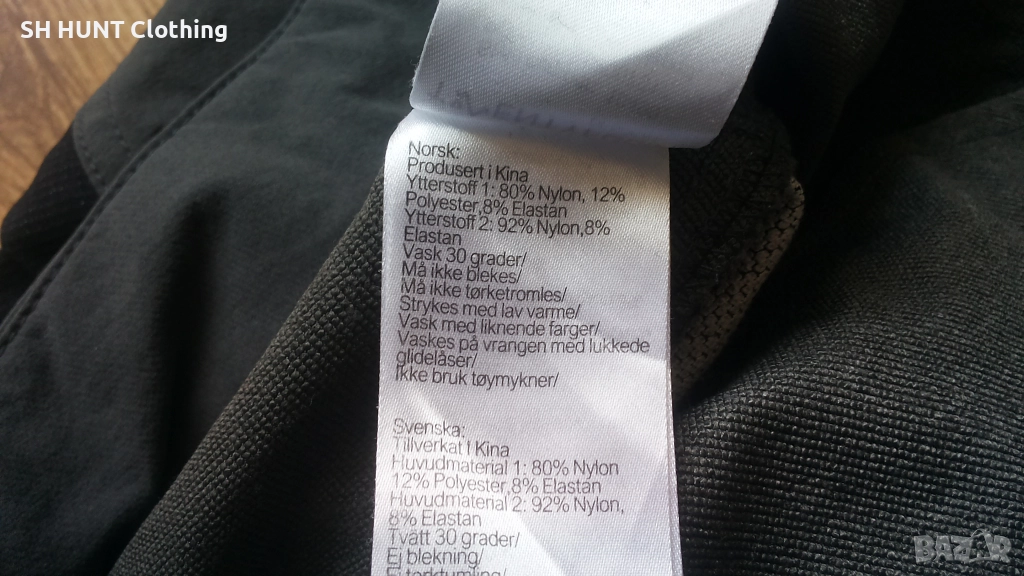 SH HUNT Clothing
Norsk:
Produsert i Kina
Ytterstoff 1: 80% Nylon, 12%
Polyester,8% Elastan
Ytterstoff 2: 92% Nylon,8%
Elastan
Vask 30 grader/
Må ikke blekes/
Må ikke tørketromles/
Strykes med lav varme/
Vask med liknende farger/
Vaskes på vrangen med lukkede
glidelåser/
Ikke bruk tøymykner/
Svenska:
Tillverkat i Kina
Huvudmaterial 1: 80% Nylon
12% Polyester,8% Elastan
Huvudmaterial 2: 92% Nylon,
8% Elastan
Tvätt 30 grader/
Ej blekning/
Ej torktumling/
BAZAR